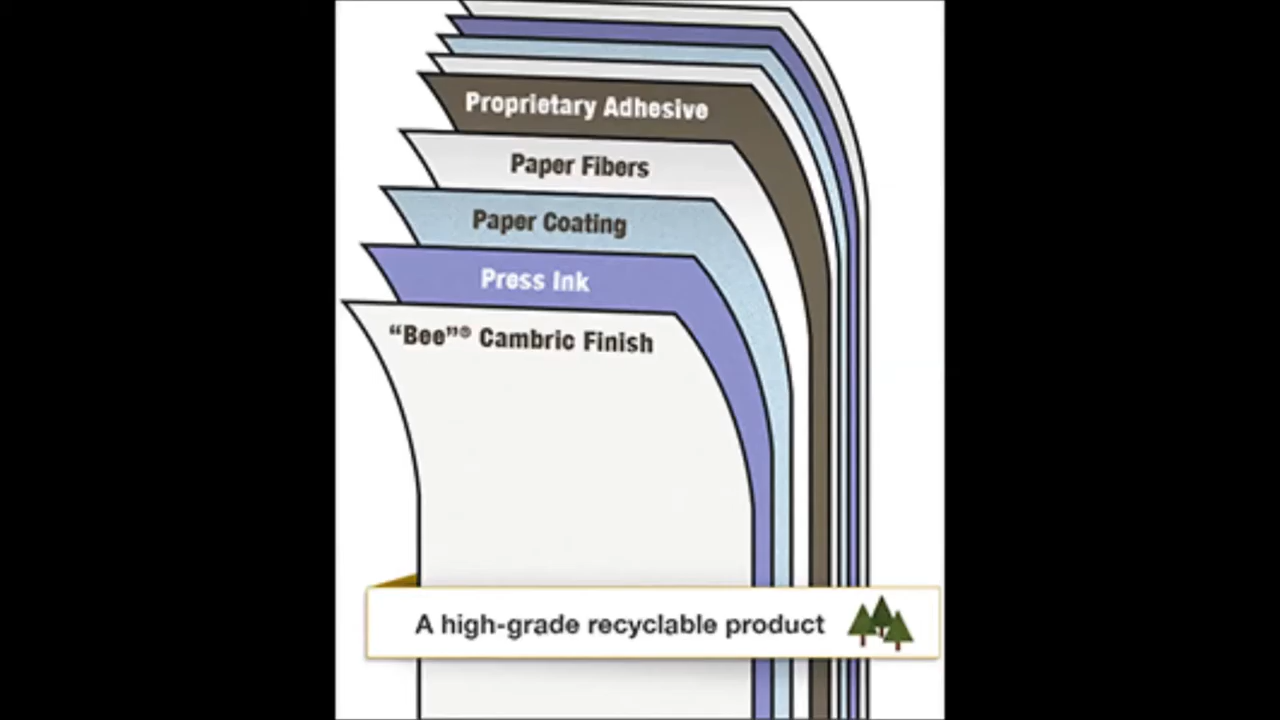 Proprietary Adhesive
Paper Fibers
Paper Coating
Press Ink
“Bee”® Cambric Finish
A high-grade recyclable product